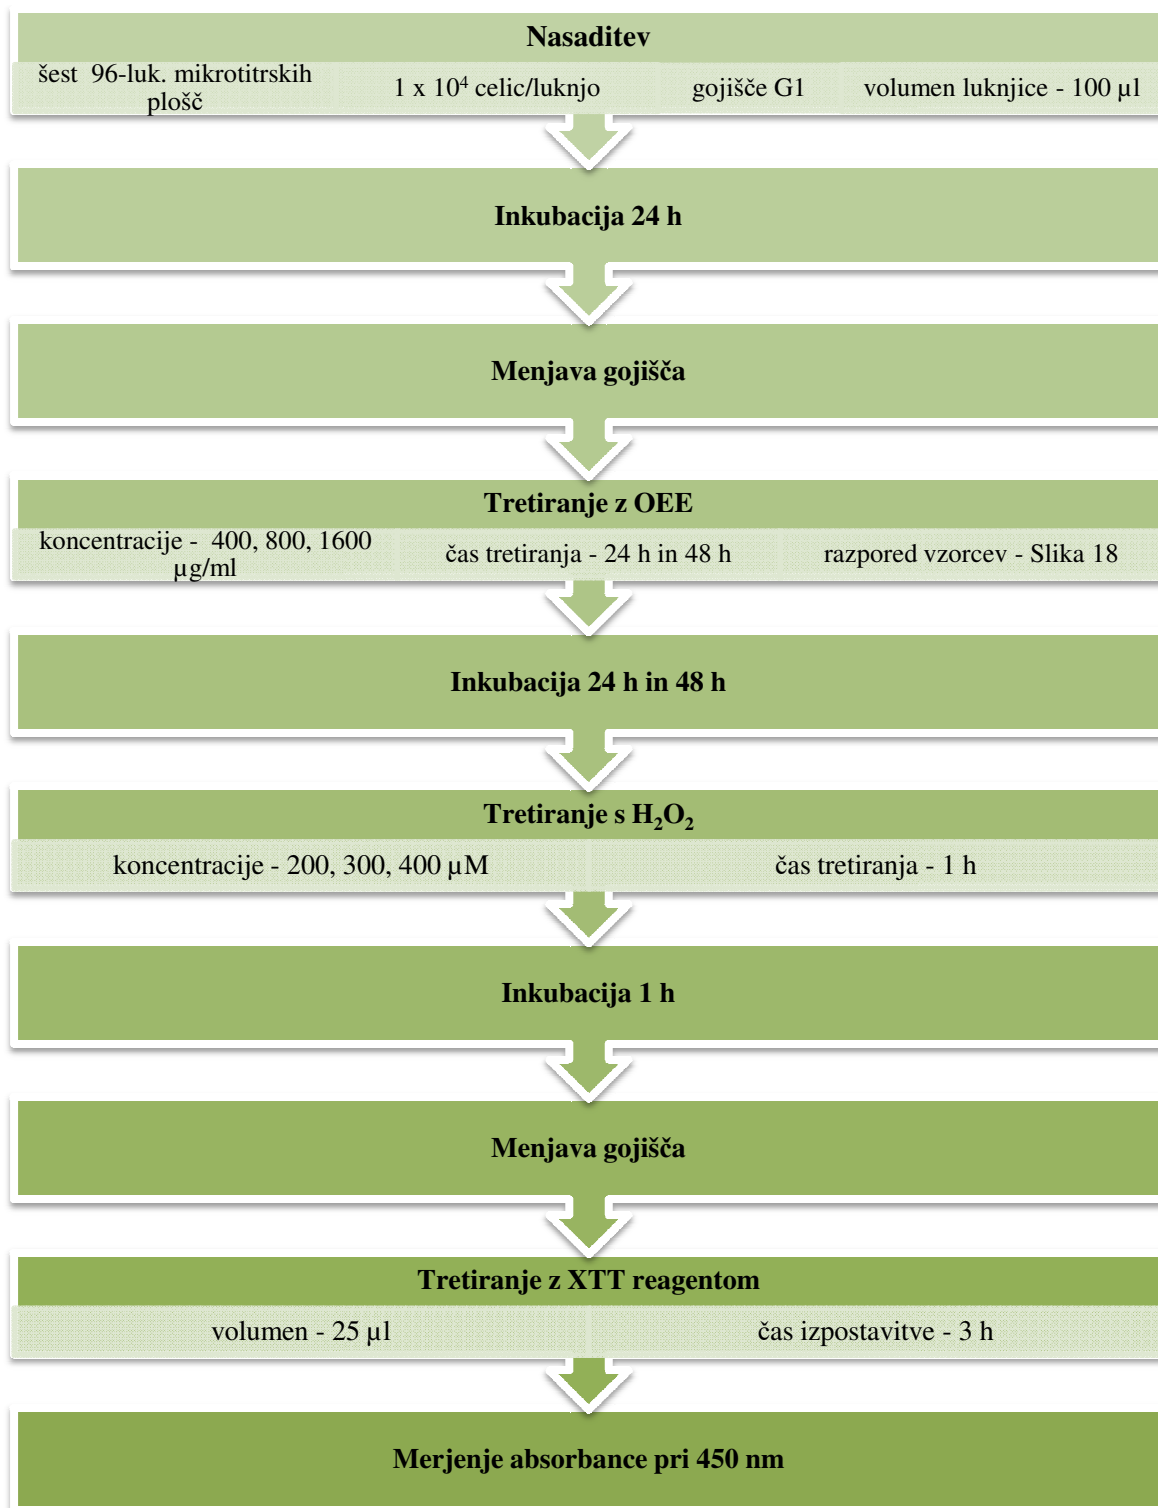 Nasaditev
šest 96-luk. mikrotitrskih
plošč
1 x 10⁴ celic/luknjo
gojišče G1
volumen luknjice - 100 µl
Inkubacija 24 h
Menjava gojišča
Tretiranje z OEE
koncentracije - 400, 800, 1600
µg/ml
čas tretiranja - 24 h in 48 h
razpored vzorcev - Slika 18
Inkubacija 24 h in 48 h
Tretiranje s H₂O₂
koncentracije - 200, 300, 400 µM
čas tretiranja - 1 h
Inkubacija 1 h
Menjava gojišča
Tretiranje z XTT reagentom
volumen - 25 µl
čas izpostavitve - 3 h
Merjenje absorbance pri 450 nm